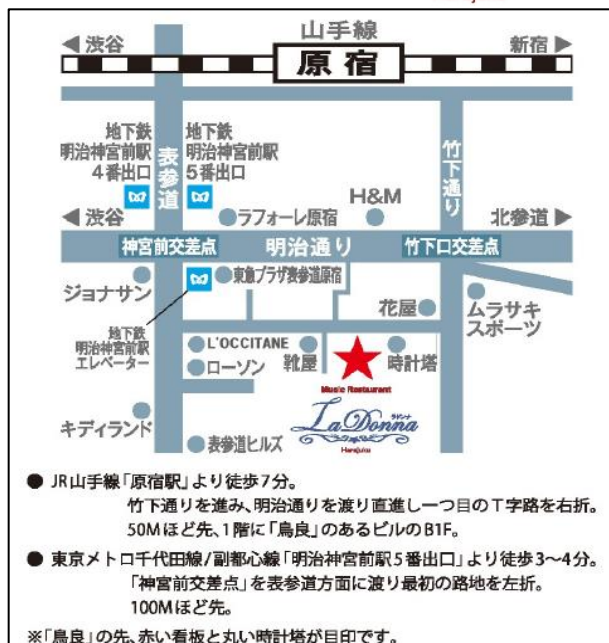 山手線
◀渋谷
原宿
新宿▶
地下鉄
明治神宮前駅
4番出口
表参道
地下鉄
明治神宮前駅
5番出口
竹下通り
H&M
◀渋谷
ラフォーレ原宿
北参道▶
神宮前交差点
明治通り
竹下口交差点
ジョナサン
東急プラザ表参道原宿
花屋
ムラサキ
スポーツ
地下鉄
明治神宮前駅
エレベーター
L'OCCITANE
ローソン
靴屋
時計塔
Music Restaurant
La Donna
ラドンナ
Harajuku
キディランド
表参道ヒルズ
● JR山手線「原宿駅」より徒歩7分。
竹下通りを進み、明治通りを渡り直進し一つ目のT字路を右折。
50Mほど先、1階に「鳥良」のあるビルのB1F。
● 東京メトロ千代田線/副都心線「明治神宮前駅5番出口」より徒歩3〜4分。
「神宮前交差点」を表参道方面に渡り最初の路地を左折。
100Mほど先。
※「鳥良」の先、赤い看板と丸い時計塔が目印です。